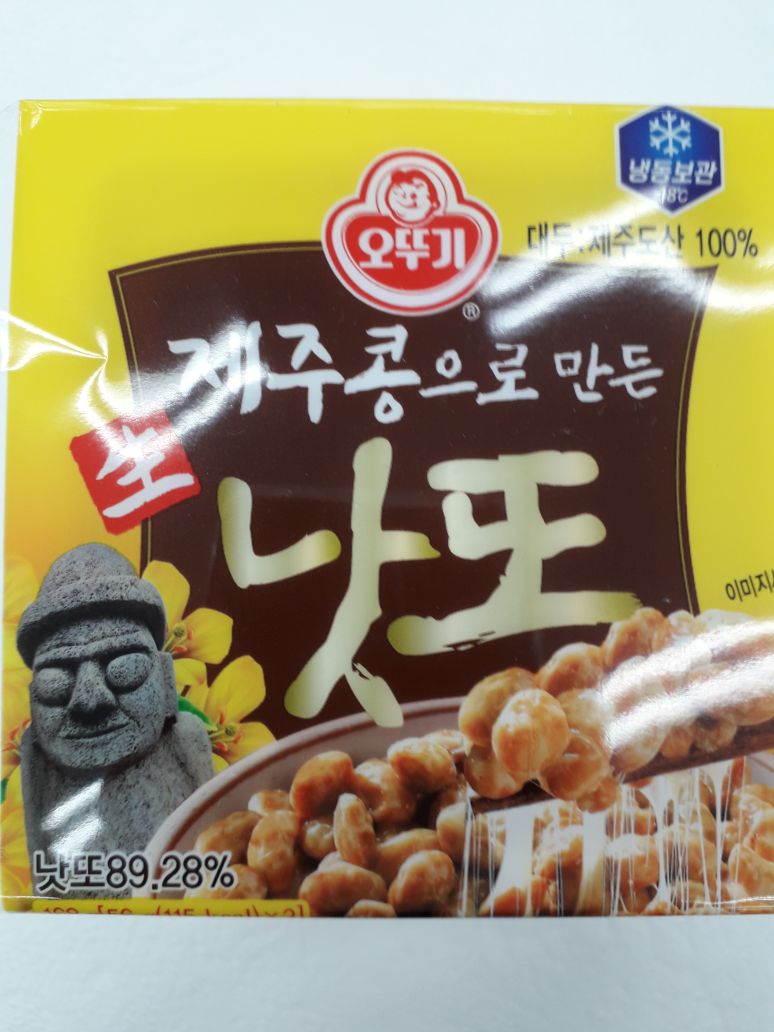 냉동보관
오뚜기
®
대두:제주도산 100%
제주콩으로 만든
生
낫또
낫또89.28%